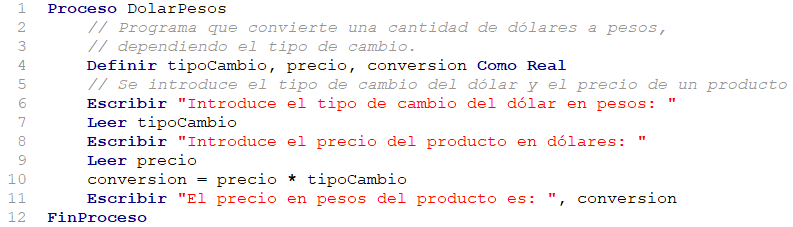 1 Proceso DolarPesos
2 // Programa que convierte una cantidad de dólares a pesos,
3 // dependiendo el tipo de cambio.
4 Definir tipoCambio, precio, conversion Como Real
5 // Se introduce el tipo de cambio del dólar y el precio de un producto
6 Escribir "Introduce el tipo de cambio del dólar en pesos: "
7 Leer tipoCambio
8 Escribir "Introduce el precio del producto en dólares: "
9 Leer precio
10 conversion = precio * tipoCambio
11 Escribir "El precio en pesos del producto es: ", conversion
12 FinProceso